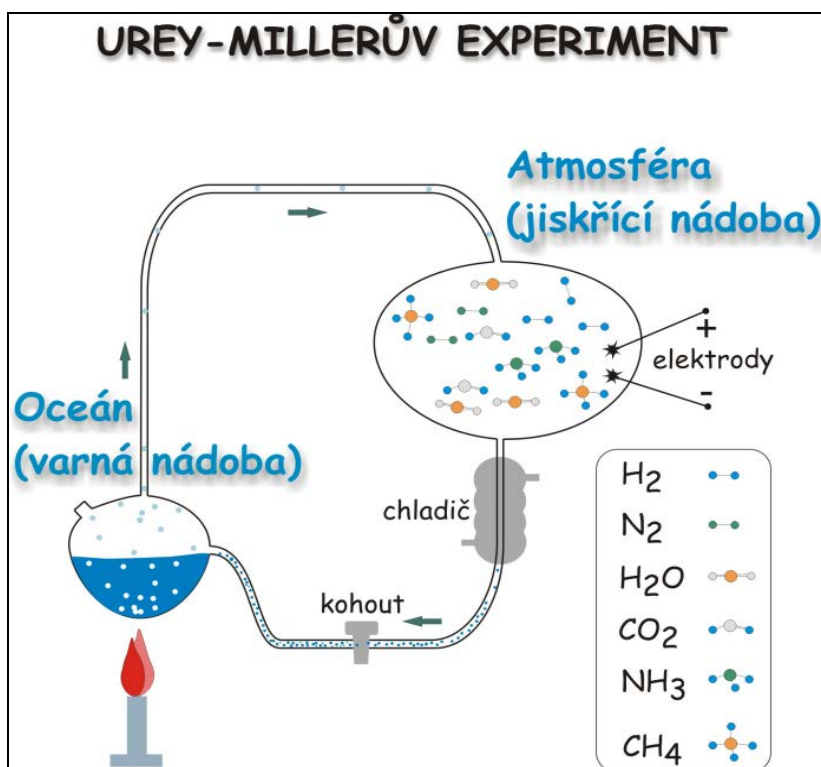 UREY-MILLERŮV EXPERIMENT
Atmosféra
(jiskřící nádoba)
+
elektrody
-
Oceán
(varná nádoba)
chladič
kohout
H2
N2
H2O
CO2
NH3
CH4